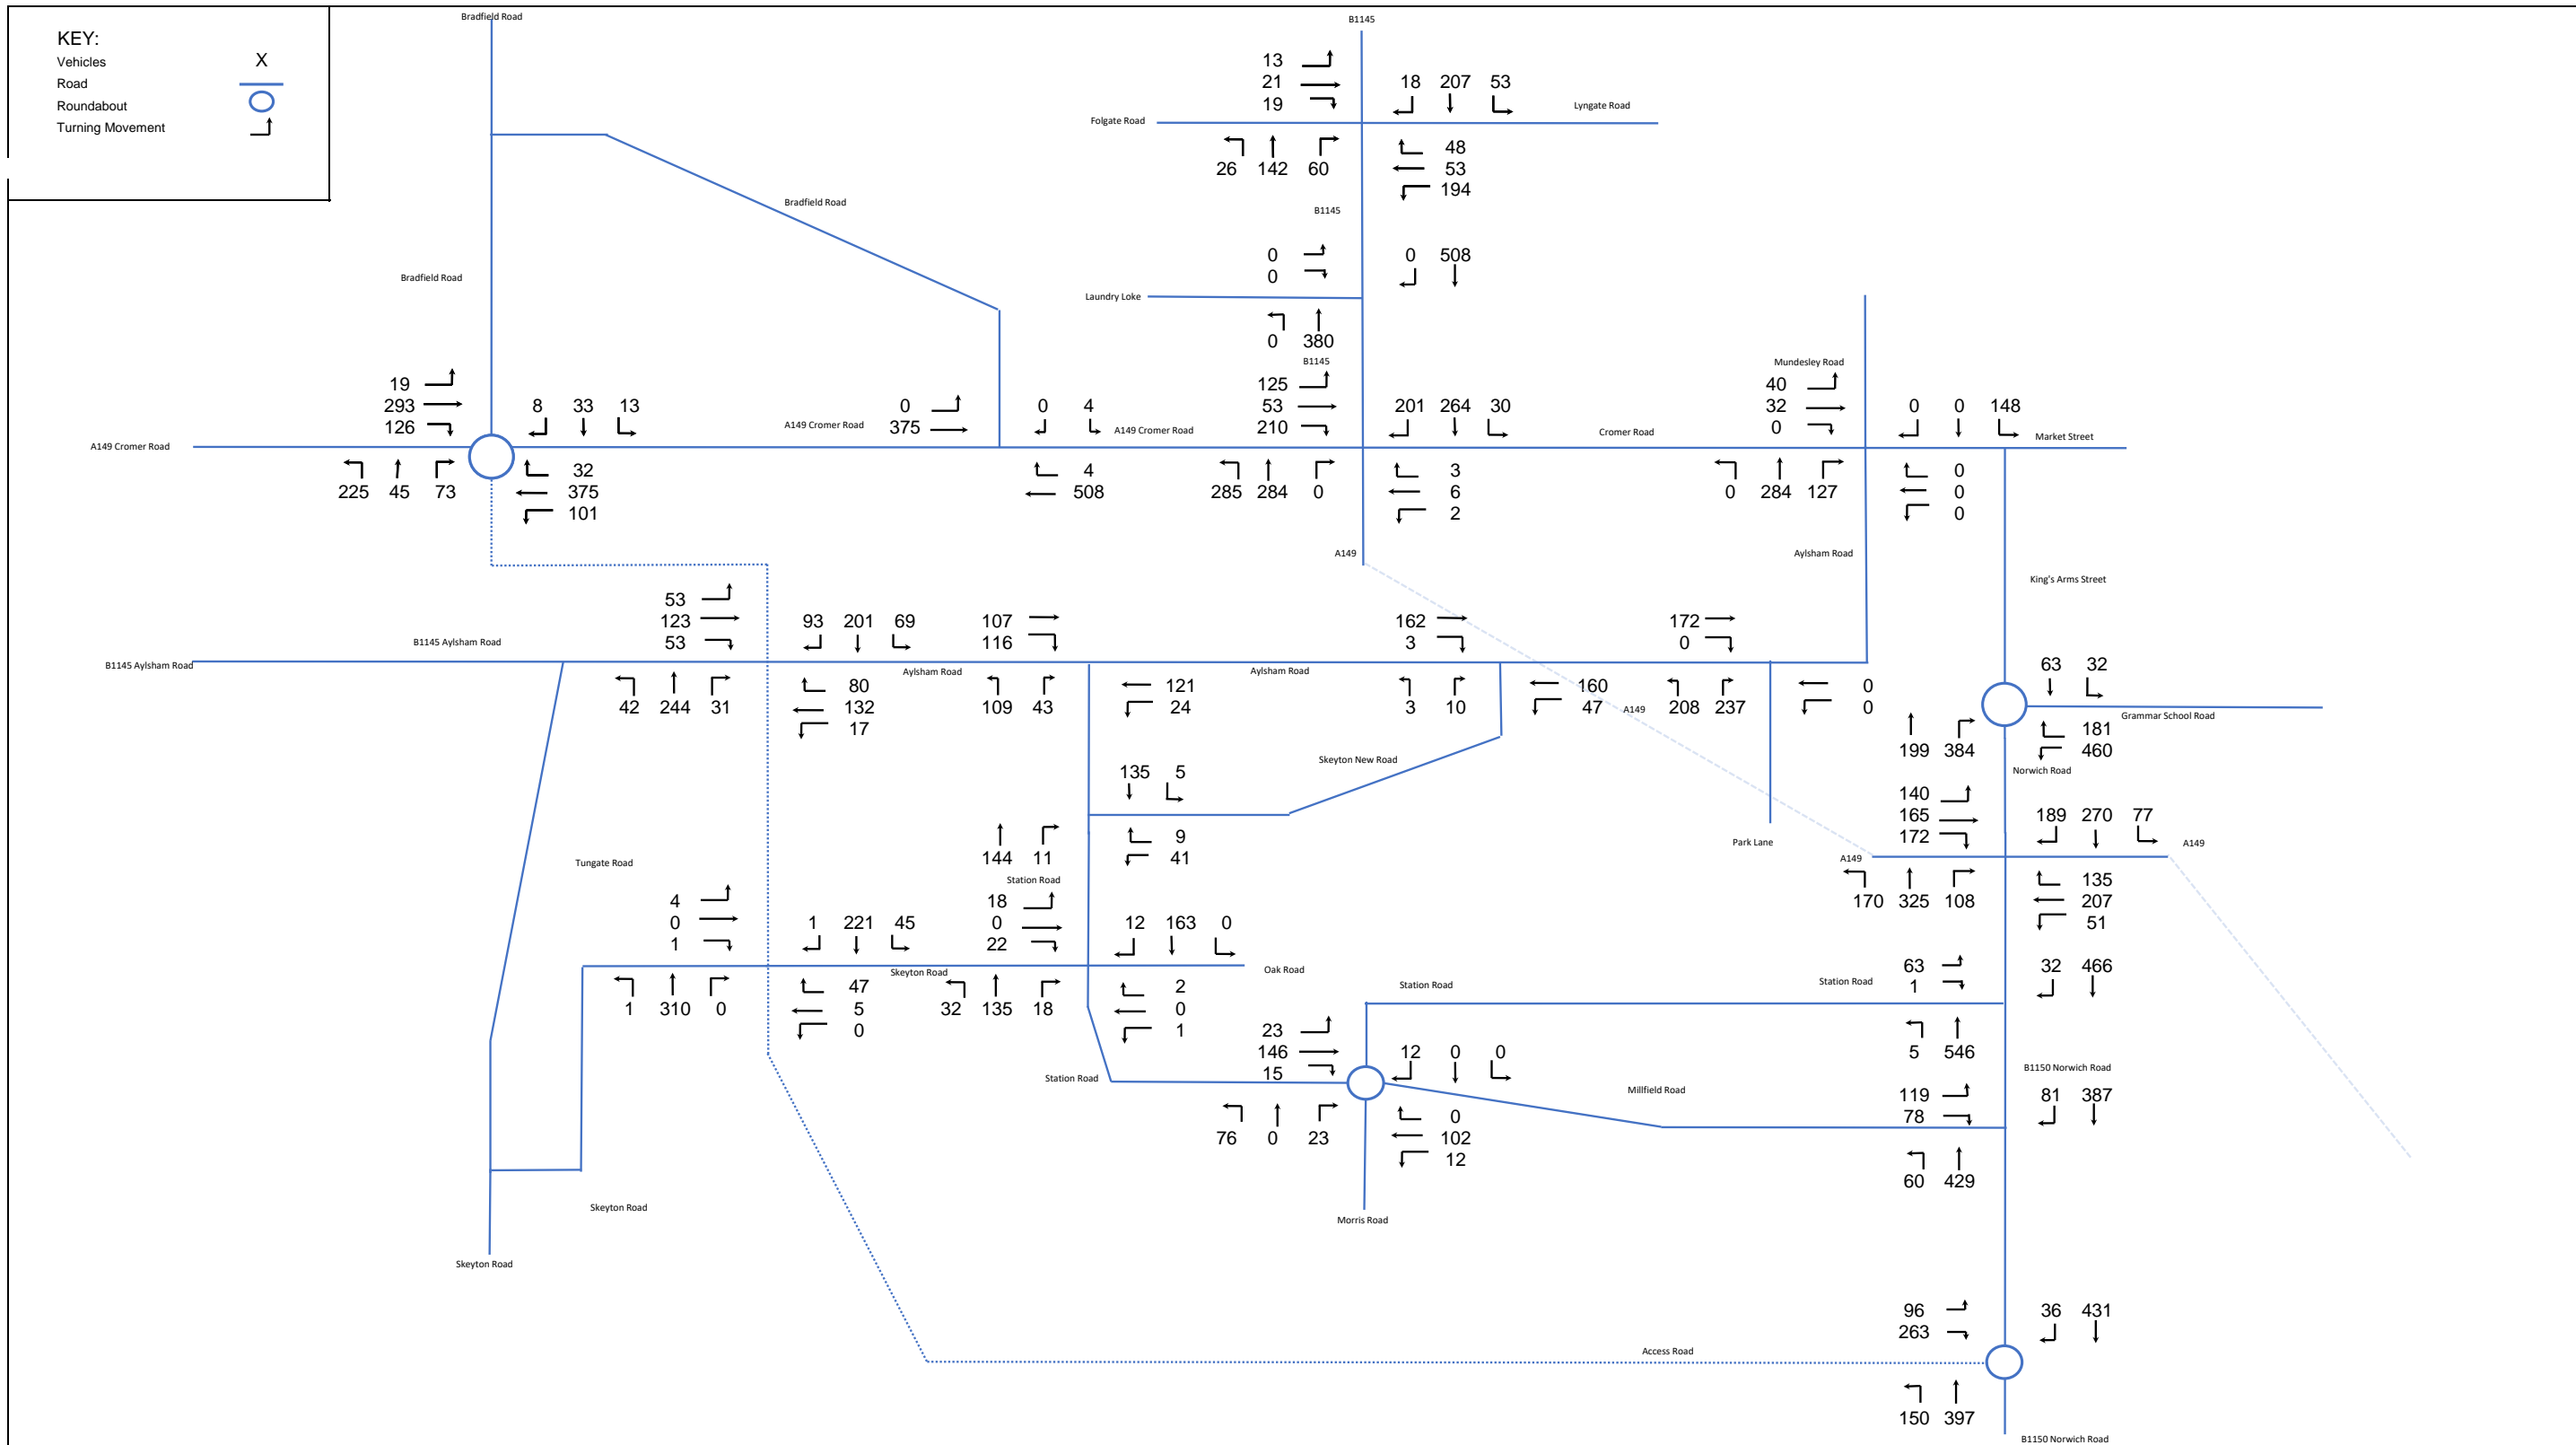 Bradfield Road
B1145
KEY:
Vehicles X
Road
Roundabout
Turning Movement
13
21
19
18 207 53
Lyngate Road
Folgate Road
26 142 60
48
53
194
Bradfield Road
B1145
Bradfield Road
0
0
0 508
Laundry Loke
0 380
B1145
Mundesley Road
19
293
126
8 33 13
A149 Cromer Road
0
375
0 4
A149 Cromer Road
125
53
210
201 264 30
Cromer Road
40
32
0
0 0 148
Market Street
A149 Cromer Road
225 45 73
32
375
101
4
508
285 284 0
3
6
2
0 284 127
0
0
0
A149
Aylsham Road
King's Arms Street
53
123
53
93 201 69
107
116
162
3
172
0
B1145 Aylsham Road
B1145 Aylsham Road
Aylsham Road
Aylsham Road
63 32
42 244 31
80
132
17
109 43
121
24
3 10
160
47
A149
208 237
0
0
Grammar School Road
199 384
181
460
Skeyton New Road
Norwich Road
135 5
140
165
172
189 270 77
144 11
9
41
Park Lane
A149
A149
Tungate Road
Station Road
170 325 108
135
207
51
4
0
1
1 221 45
18
0
22
12 163 0
Skeyton Road
Oak Road
1 310 0
47
5
0
32 135 18
2
0
1
Station Road
Station Road
63
1
32 466
5 546
23
146
15
12 0 0
Station Road
Millfield Road
B1150 Norwich Road
119
78
81 387
76 0 23
0
102
12
60 429
Skeyton Road
Morris Road
Skeyton Road
96
263
36 431
Access Road
150 397
B1150 Norwich Road